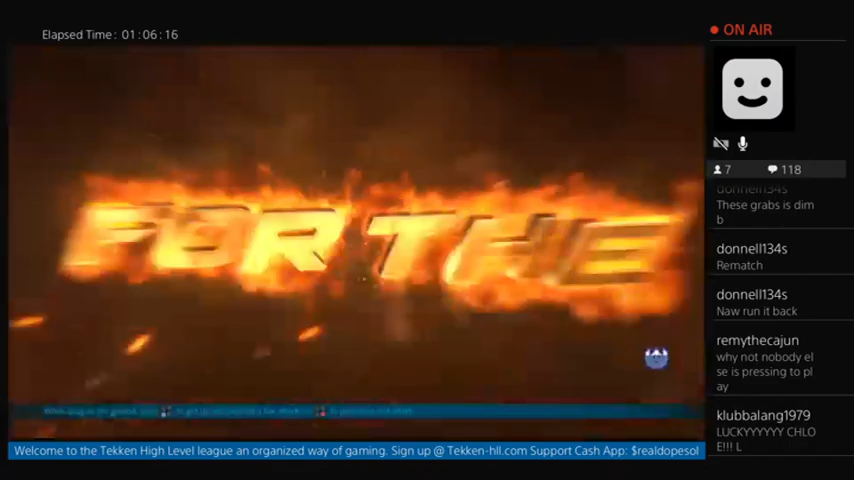 Elapsed Time: 01:06:16
ON AIR
FOR THE
7
118
donnell134s
These grabs is dim
b
donnell134s
Rematch
donnell134s
Naw run it back
remythecajun
why not nobody el
se is pressing to pl
ay
klubbalang1979
LUCKYYYYYY CHLO
E!!! L
Welcome to the Tekken High Level league an organized way of gaming. Sign up @ Tekken-hll.com Support Cash App: $realdopesol